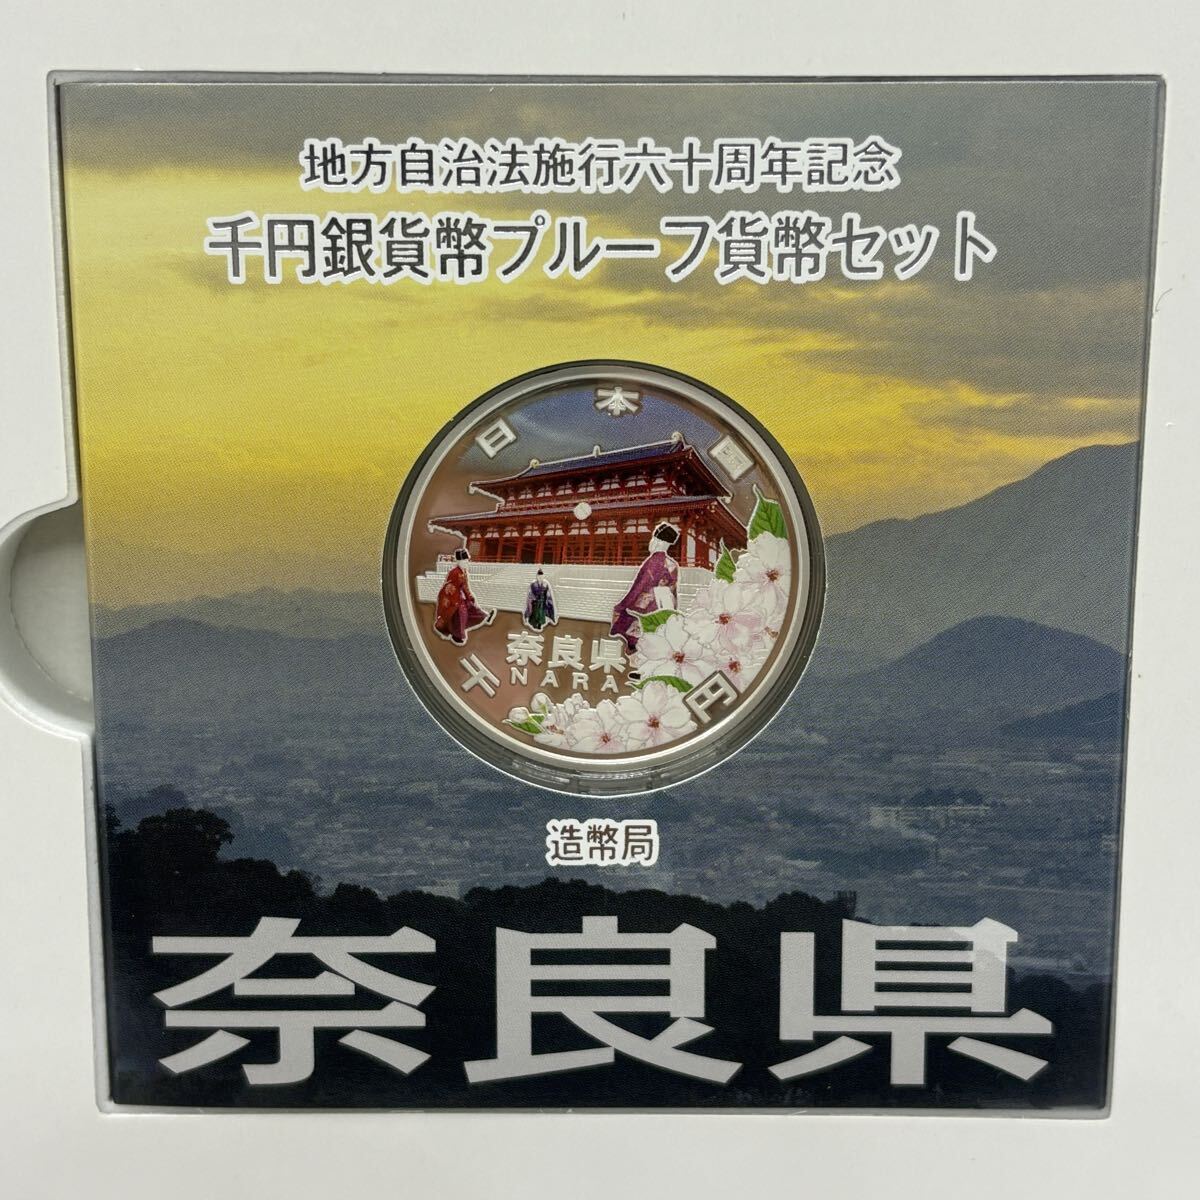 地方自治法施行六十周年記念
千円銀貨幣プルーフ貨幣セット
日本国
奈良県
NARA
千円
造幣局
奈良県